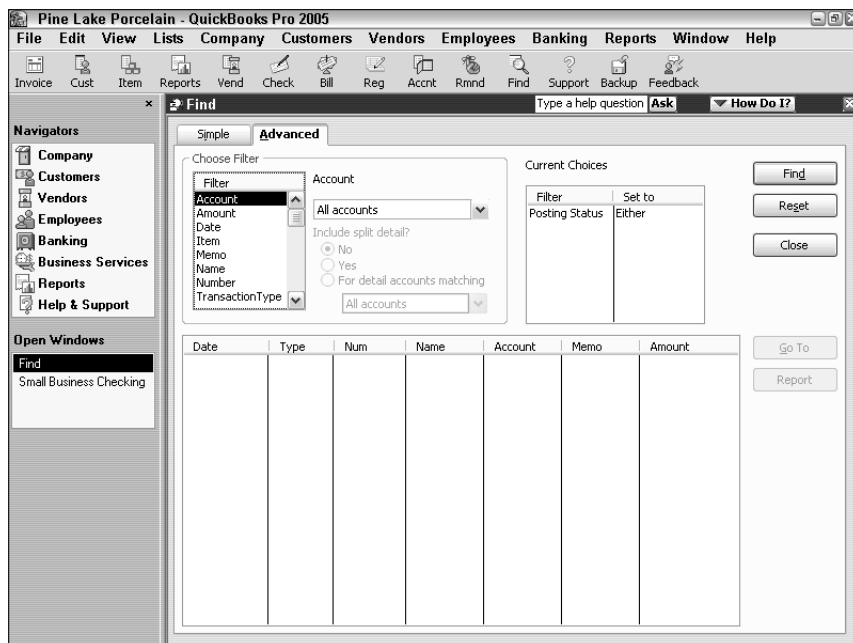 Pine Lake Porcelain - QuickBooks Pro 2005
File Edit View Lists Company Customers Vendors Employees Banking Reports Window Help
Invoice Cust Item Reports Vend Check Bill Reg Accnt Rmnd Find Support Backup Feedback
Find
Type a help question Ask How Do I?
Navigators
Company
Customers
Vendors
Employees
Banking
Business Services
Reports
Help & Support
Open Windows
Find
Small Business Checking
Simple Advanced
Choose Filter
Filter
Account
Amount
Date
Item
Memo
Name
Number
TransactionType
Account
All accounts
Include split detail?
No
Yes
For detail accounts matching
All accounts
Current Choices
Filter Set to
Posting Status Either
Find
Reset
Close
Date Type Num Name Account Memo Amount
Go To
Report